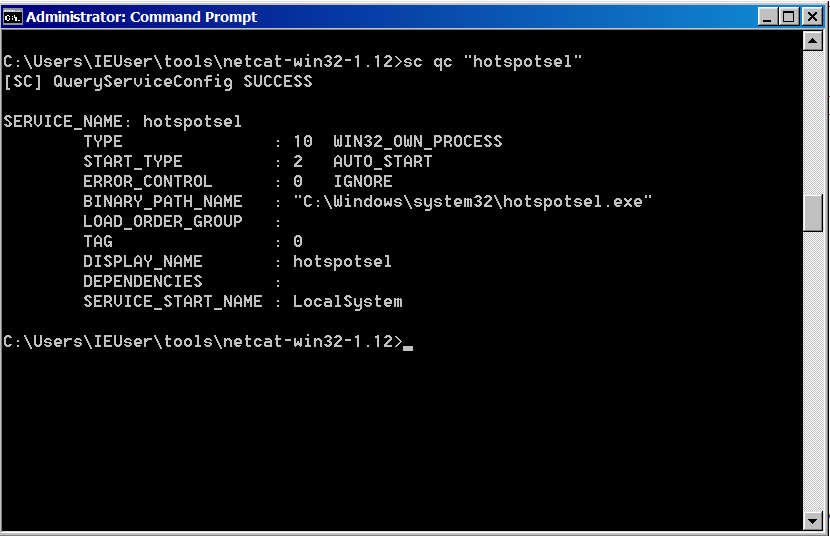 Administrator: Command Prompt
C:\Users\IEUser\tools\netcat-win32-1.12>sc qc "hotspotsel"
[SC] QueryServiceConfig SUCCESS
SERVICE_NAME: hotspotsel
        TYPE               : 10  WIN32_OWN_PROCESS
        START_TYPE         : 2   AUTO_START
        ERROR_CONTROL      : 0   IGNORE
        BINARY_PATH_NAME   : "C:\Windows\system32\hotspotsel.exe"
        LOAD_ORDER_GROUP   :
        TAG                : 0
        DISPLAY_NAME       : hotspotsel
        DEPENDENCIES       :
        SERVICE_START_NAME : LocalSystem
C:\Users\IEUser\tools\netcat-win32-1.12>